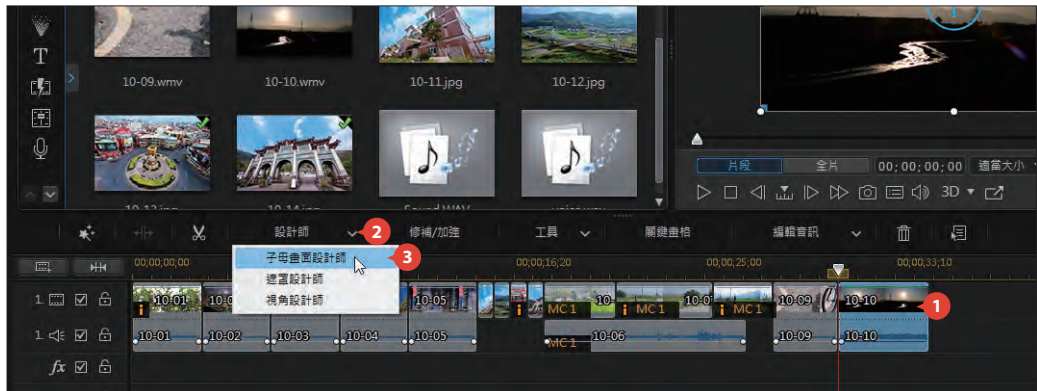 T
10-09.wmv
10-10.wmv
10-11.jpg
10-12.jpg
片段
全片
00;00;00;00
適當大小
3D
設計師
2
修補/加強
工具
關鍵畫格
編輯音訊
子母畫面設計師
3
遮罩設計師
視角設計師
00;00;00;00
00;00;16;20
00;00;25;00
00;00;33;10
1.
10-01
10-05
MC 1
10-
MC 1
MC 1
10-09
10-10
1
1.
10-01
10-02
10-03
10-04
10-05
MC 1
10-06
10-09
10-10
fx